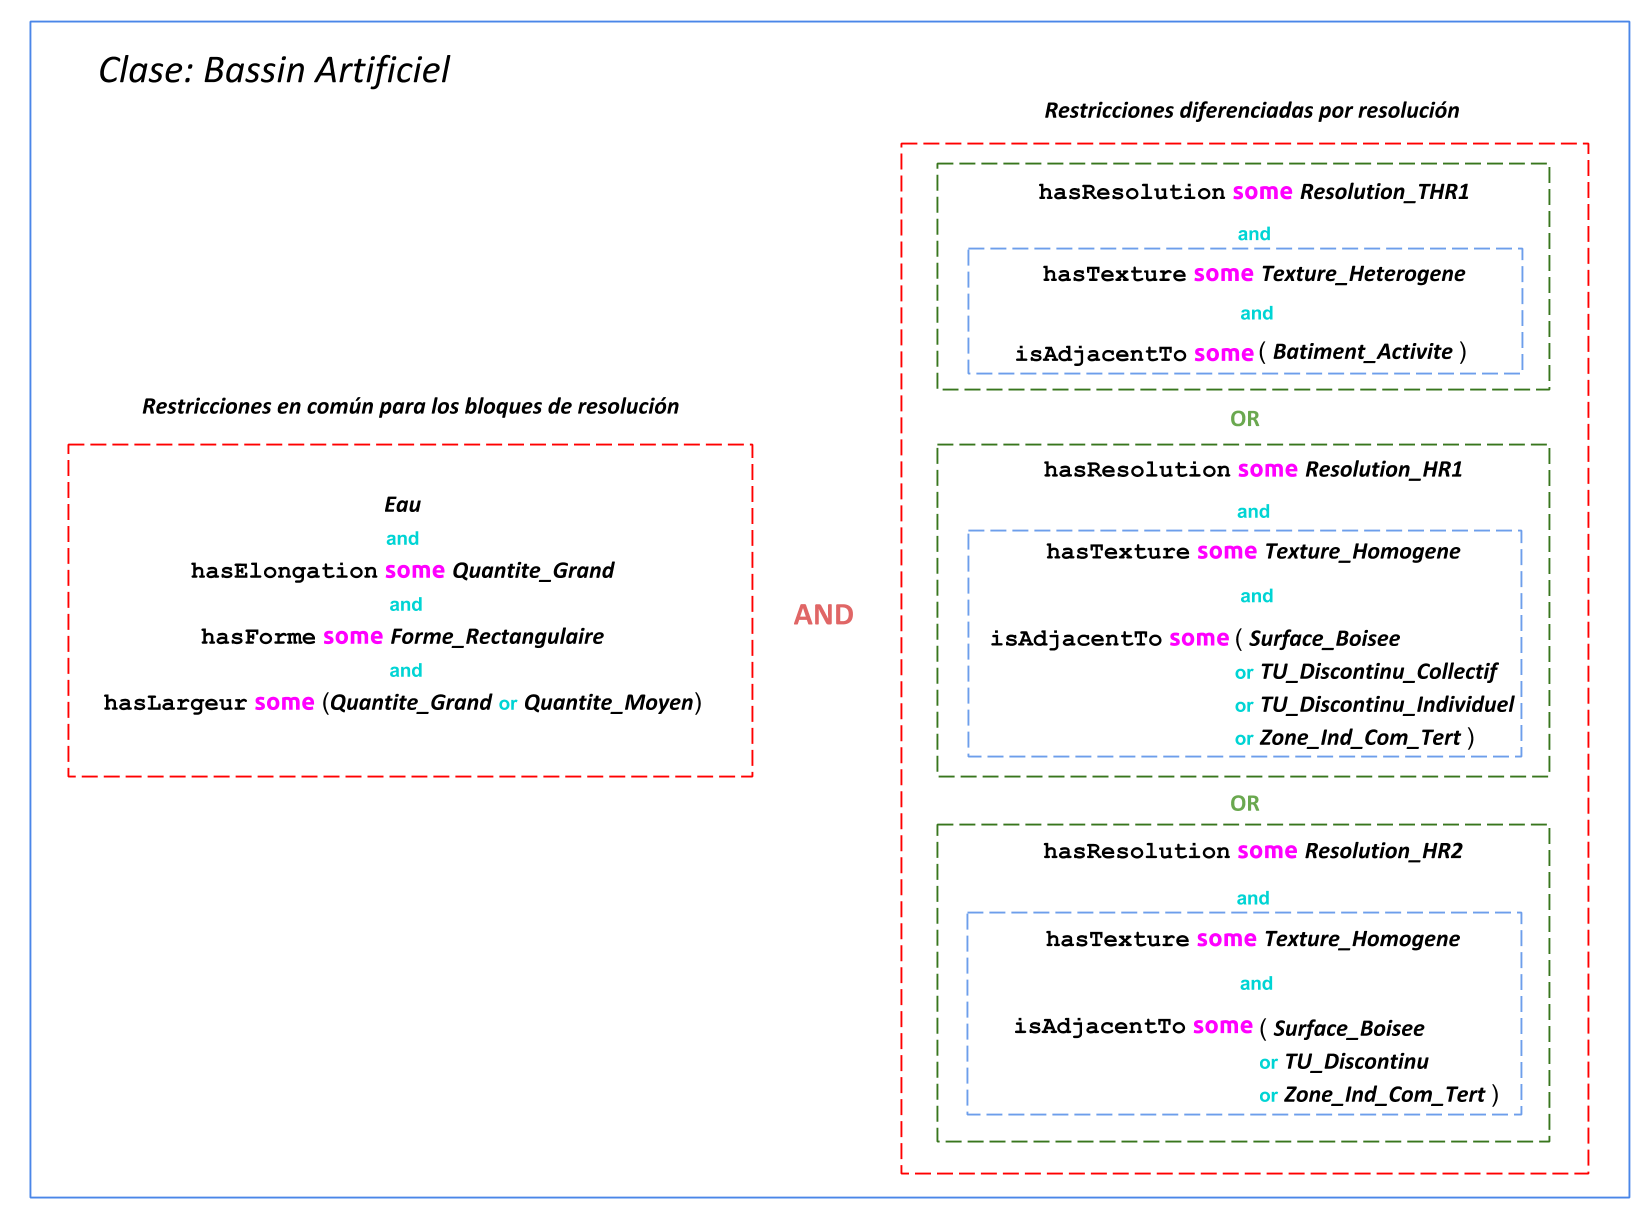 Clase: Bassin Artificiel
Restricciones en común para los bloques de resolución
Eau
and
hasElongation some Quantite_Grand
and
hasForme some Forme_Rectangulaire
and
hasLargeur some (Quantite_Grand or Quantite_Moyen)
AND
Restricciones diferenciadas por resolución
hasResolution some Resolution_THR1
and
hasTexture some Texture_Heterogene
and
isAdjacentTo some ( Batiment_Activite )
OR
hasResolution some Resolution_HR1
and
hasTexture some Texture_Homogene
and
isAdjacentTo some ( Surface_Boisee
or TU_Discontinu_Collectif
or TU_Discontinu_Individuel
or Zone_Ind_Com_Tert )
OR
hasResolution some Resolution_HR2
and
hasTexture some Texture_Homogene
and
isAdjacentTo some ( Surface_Boisee
or TU_Discontinu
or Zone_Ind_Com_Tert )